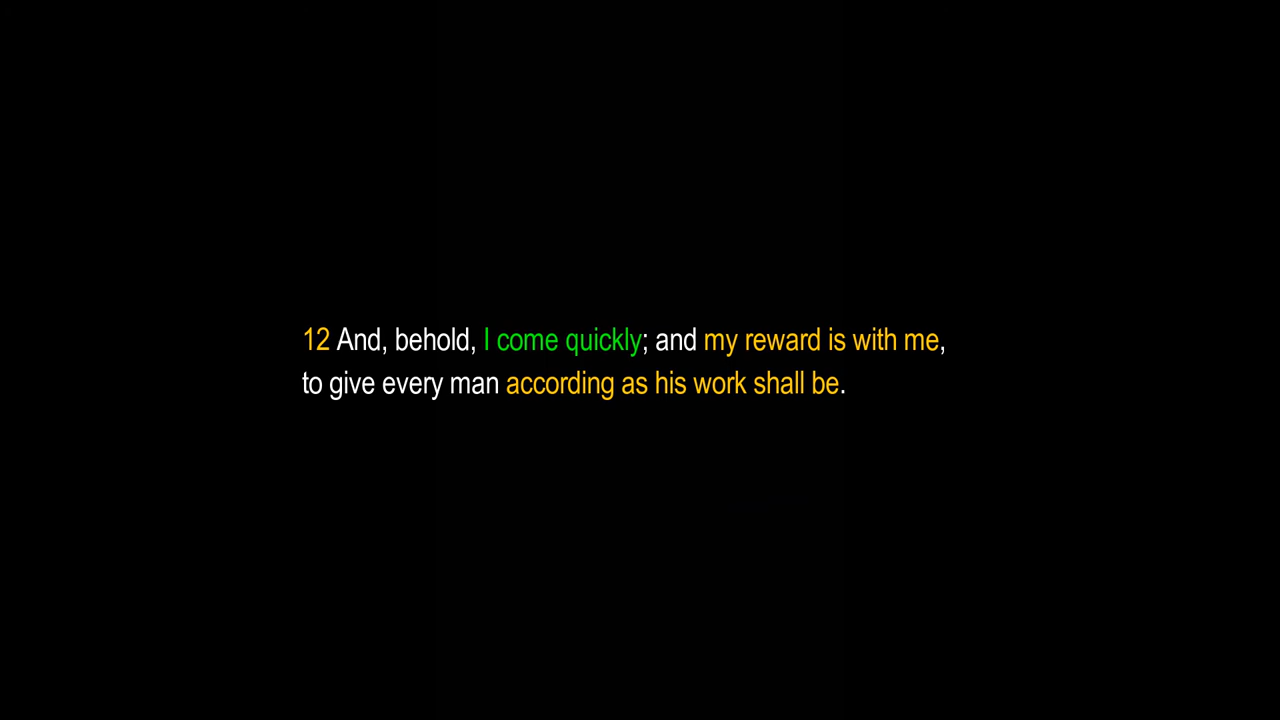 12 And, behold, I come quickly; and my reward is with me,
to give every man according as his work shall be.